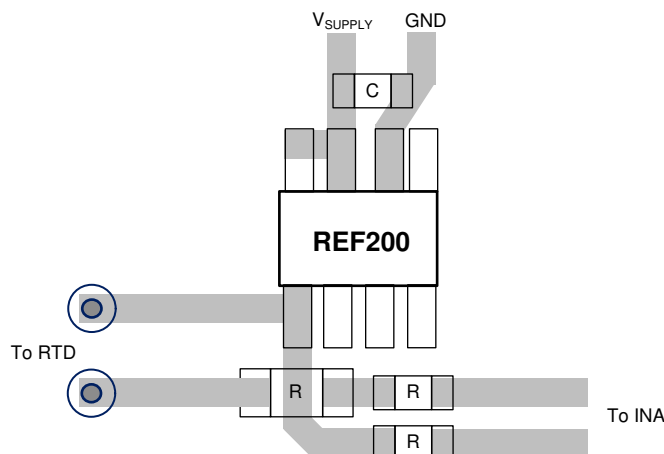 VSUPPLY GND
C
REF200
To RTD
R R
To INA
R